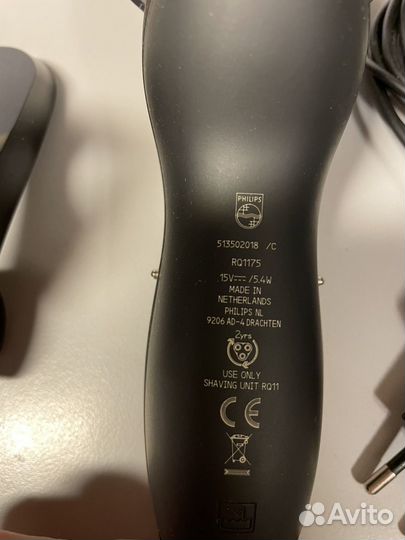 PHILIPS
513502018 /C
RQ1175
15V⎓/5.4W
MADE IN
NETHERLANDS
PHILIPS NL
9206 AD-4 DRACHTEN
2yrs
USE ONLY
SHAVING UNIT RQ11
CE
Avito